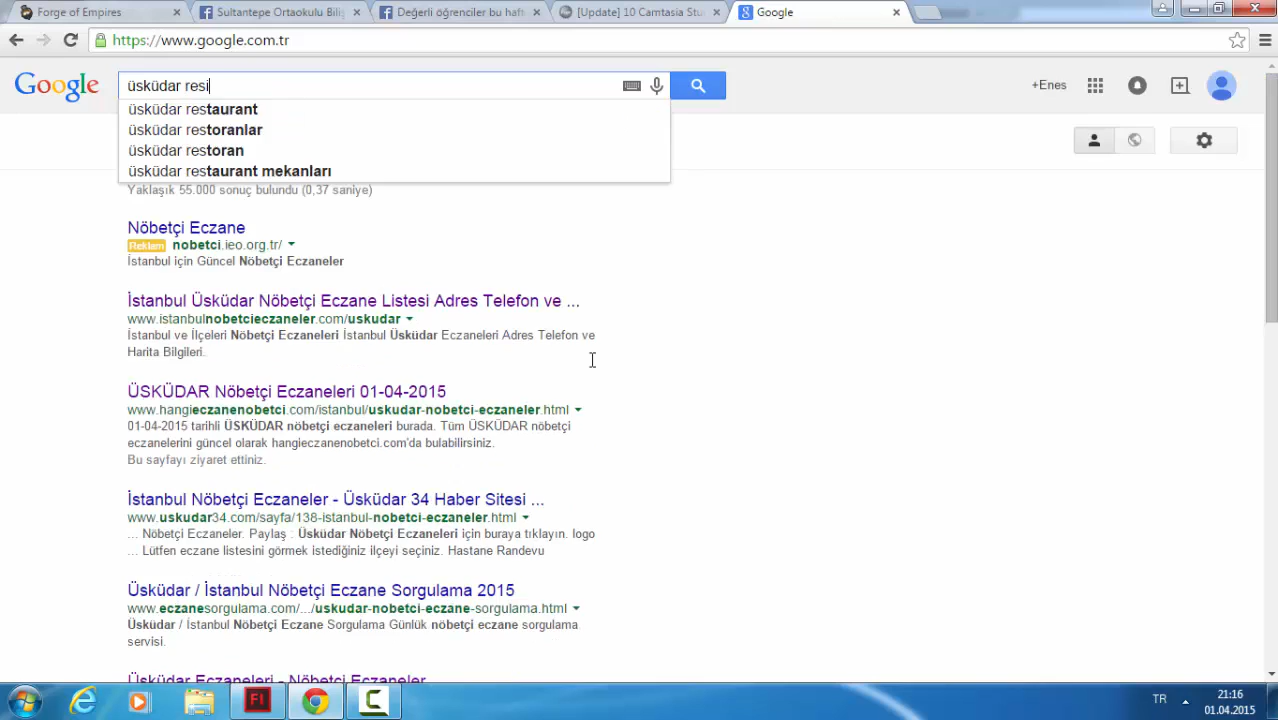 Forge of Empires
Sultantepe Ortaokulu Biliş
Değerli öğrenciler bu haft
[Update] 10 Camtasia Stu
Google
https://www.google.com.tr
Google
üsküdar resi
+Enes
üsküdar restaurant
üsküdar restoranlar
üsküdar restoran
üsküdar restaurant mekanları
Yaklaşık 55.000 sonuç bulundu (0,37 saniye)
Nöbetçi Eczane
Reklam nobetci.ieo.org.tr/
İstanbul için Güncel Nöbetçi Eczaneler
İstanbul Üsküdar Nöbetçi Eczane Listesi Adres Telefon ve ...
www.istanbulnobetcieczaneler.com/uskudar
İstanbul ve İlçeleri Nöbetçi Eczaneleri İstanbul Üsküdar Eczaneleri Adres Telefon ve
Harita Bilgileri.
ÜSKÜDAR Nöbetçi Eczaneleri 01-04-2015
www.hangieczanenobetci.com/istanbul/uskudar-nobetci-eczaneler.html
01-04-2015 tarihli ÜSKÜDAR nöbetçi eczaneleri burada. Tüm ÜSKÜDAR nöbetçi
eczanelerini güncel olarak hangieczanenobetci.com'da bulabilirsiniz.
Bu sayfayı ziyaret ettiniz.
İstanbul Nöbetçi Eczaneler - Üsküdar 34 Haber Sitesi ...
www.uskudar34.com/sayfa/138-istanbul-nobetci-eczaneler.html
... Nöbetçi Eczaneler. Paylaş : Üsküdar Nöbetçi Eczaneleri için buraya tıklayın. logo
... Lütfen eczane listesini görmek istediğiniz ilçeyi seçiniz. Hastane Randevu
Üsküdar / İstanbul Nöbetçi Eczane Sorgulama 2015
www.eczanesorgulama.com/.../uskudar-nobetci-eczane-sorgulama.html
Üsküdar / İstanbul Nöbetçi Eczane Sorgulama Günlük nöbetçi eczane sorgulama
servisi.
Üsküdar Eczaneleri - Nöbetçi Eczaneler
TR
21:16
01.04.2015